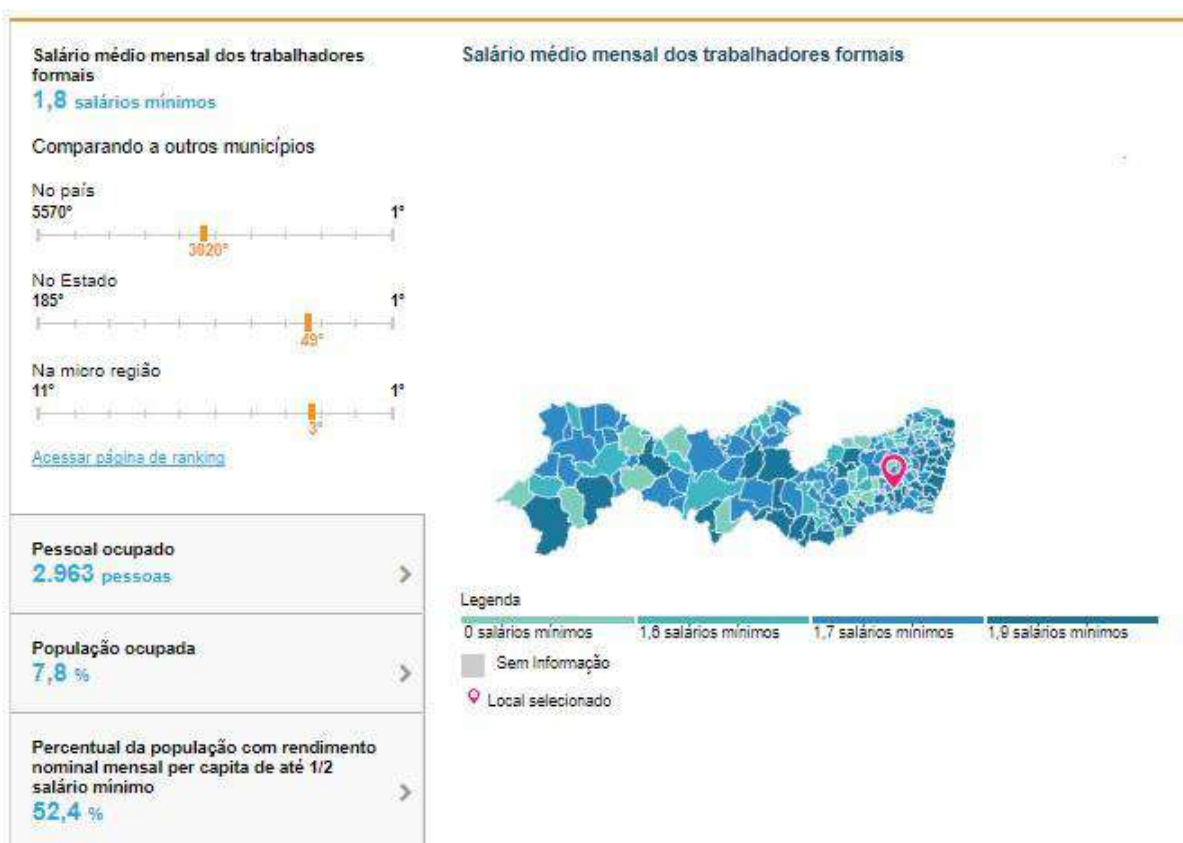 Salário médio mensal dos trabalhadores
formais
1,8 salários mínimos
Comparando a outros municípios
No país
5570° 1°
3020°
No Estado
185° 1°
49°
Na micro região
11° 1°
3°
Acessar página de ranking
Pessoal ocupado
2.963 pessoas
População ocupada
7,8 %
Percentual da população com rendimento
nominal mensal per capita de até 1/2
salário mínimo
52,4 %
Salário médio mensal dos trabalhadores formais
Legenda
0 salários mínimos 1,6 salários mínimos 1,7 salários mínimos 1,9 salários mínimos
Sem Informação
Local selecionado